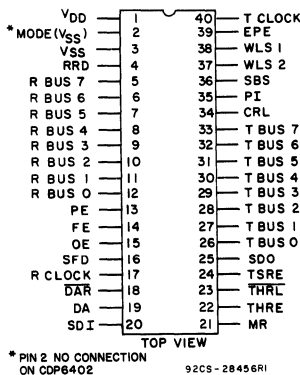 VDD 1 40 T CLOCK
*MODE(VSS) 2 39 EPE
VSS 3 38 WLS 1
RRD 4 37 WLS 2
R BUS 7 5 36 SBS
R BUS 6 6 35 PI
R BUS 5 7 34 CRL
R BUS 4 8 33 T BUS 7
R BUS 3 9 32 T BUS 6
R BUS 2 10 31 T BUS 5
R BUS 1 11 30 T BUS 4
R BUS 0 12 29 T BUS 3
PE 13 28 T BUS 2
FE 14 27 T BUS 1
OE 15 26 T BUS 0
SFD 16 25 SDO
R CLOCK 17 24 TSRE
DAR 18 23 THRL
DA 19 22 THRE
SDI 20 21 MR
TOP VIEW
* PIN 2 NO CONNECTION
ON CDP6402
92CS-28456R1